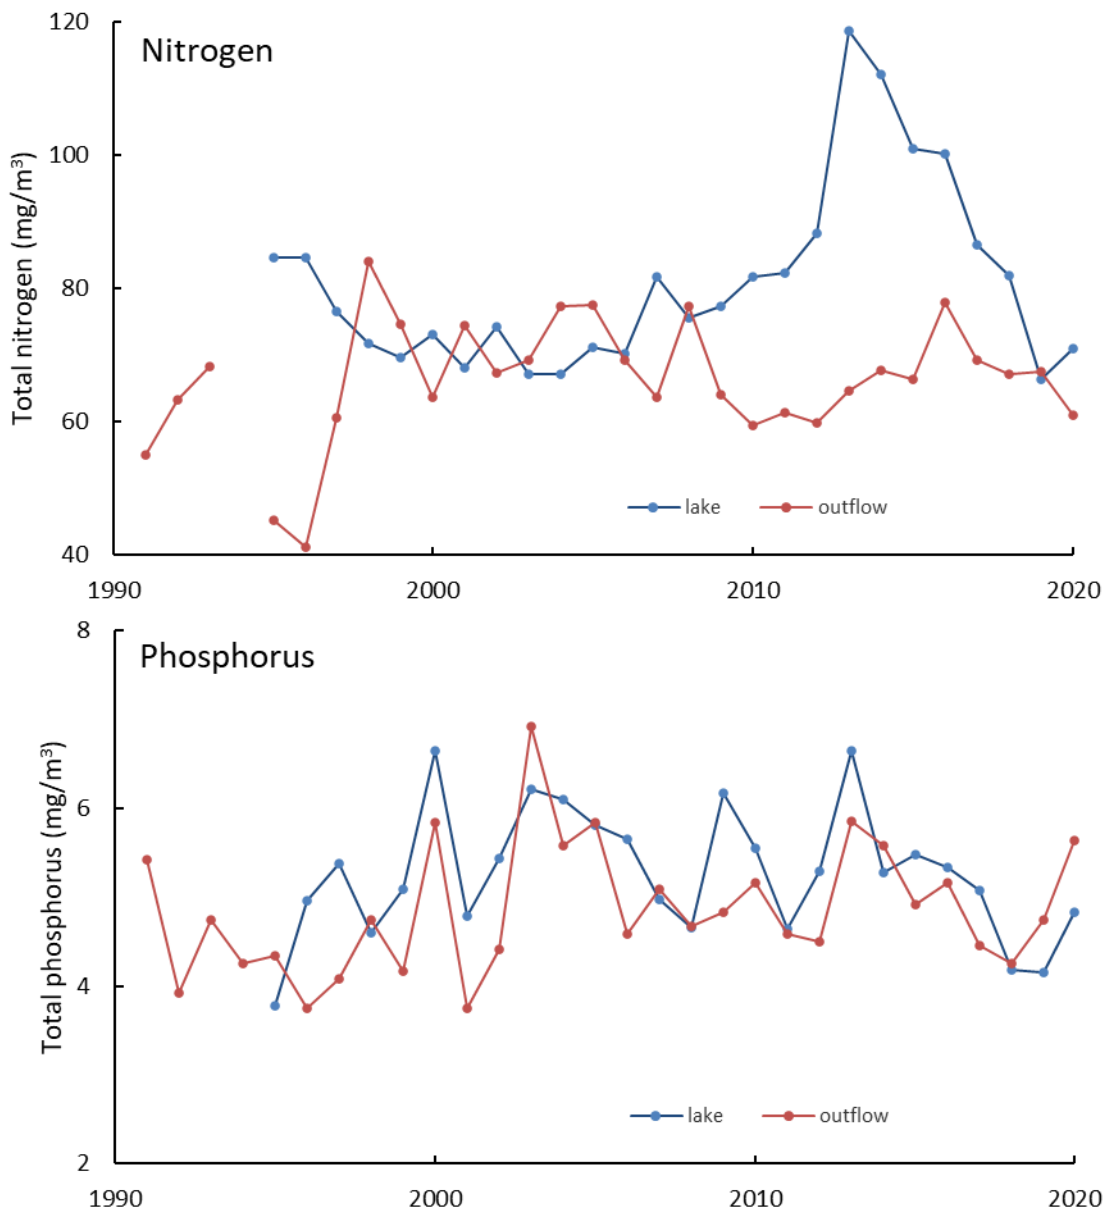 Nitrogen
Total nitrogen (mg/m³)
120
100
80
60
40
lake
outflow
1990
2000
2010
2020
Phosphorus
Total phosphorus (mg/m³)
8
6
4
2
lake
outflow
1990
2000
2010
2020